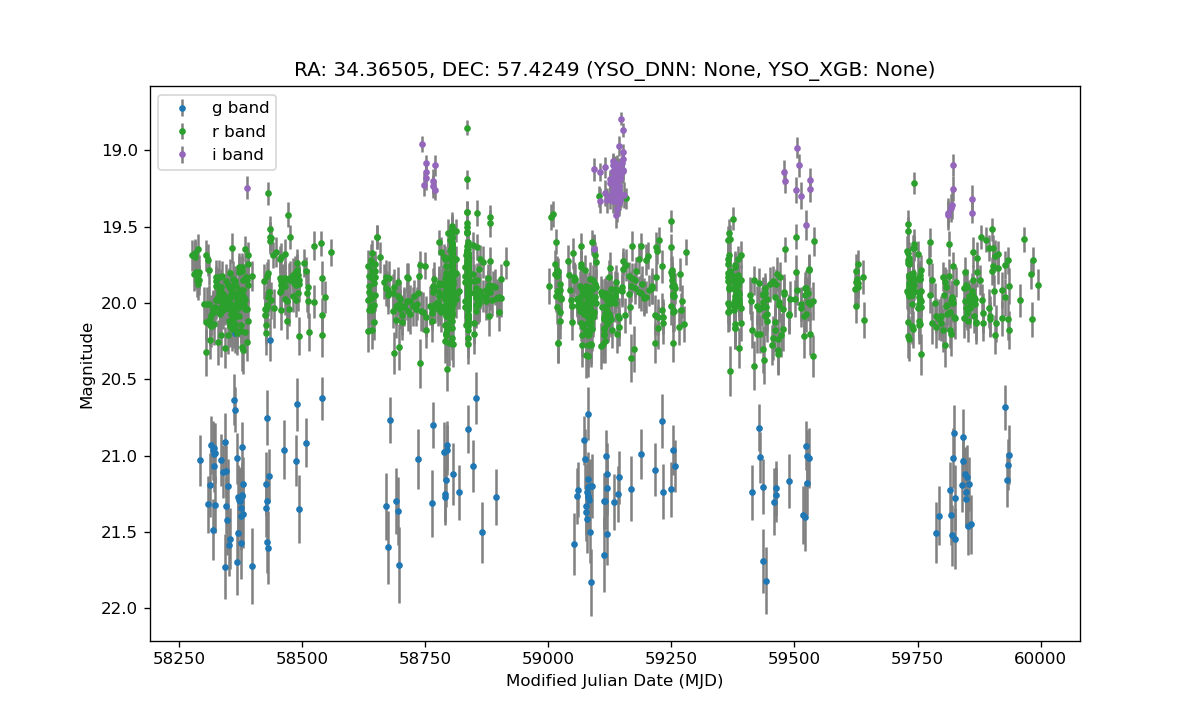 RA: 34.36505, DEC: 57.4249 (YSO_DNN: None, YSO_XGB: None)
g band
r band
i band
19.0
19.5
20.0
20.5
21.0
21.5
22.0
Magnitude
58250 58500 58750 59000 59250 59500 59750 60000
Modified Julian Date (MJD)